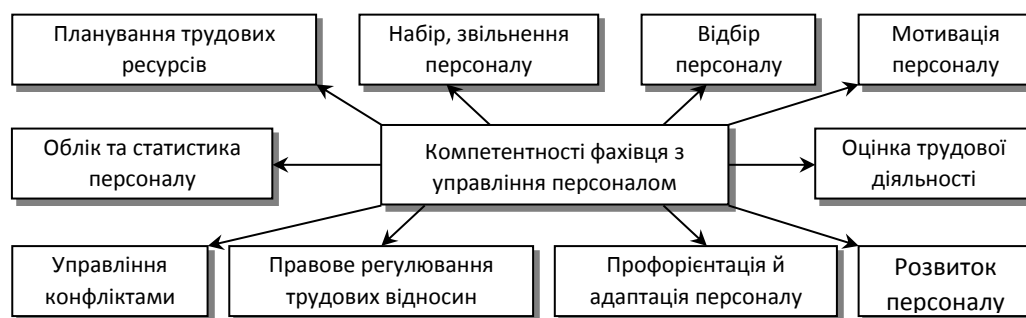 Планування трудових
ресурсів
Набір, звільнення
персоналу
Відбір
персоналу
Мотивація
персоналу
Облік та статистика
персоналу
Компетентності фахівця з
управління персоналом
Оцінка трудової
діяльності
Управління
конфліктами
Правове регулювання
трудових відносин
Профорієнтація й
адаптація персоналу
Розвиток
персоналу